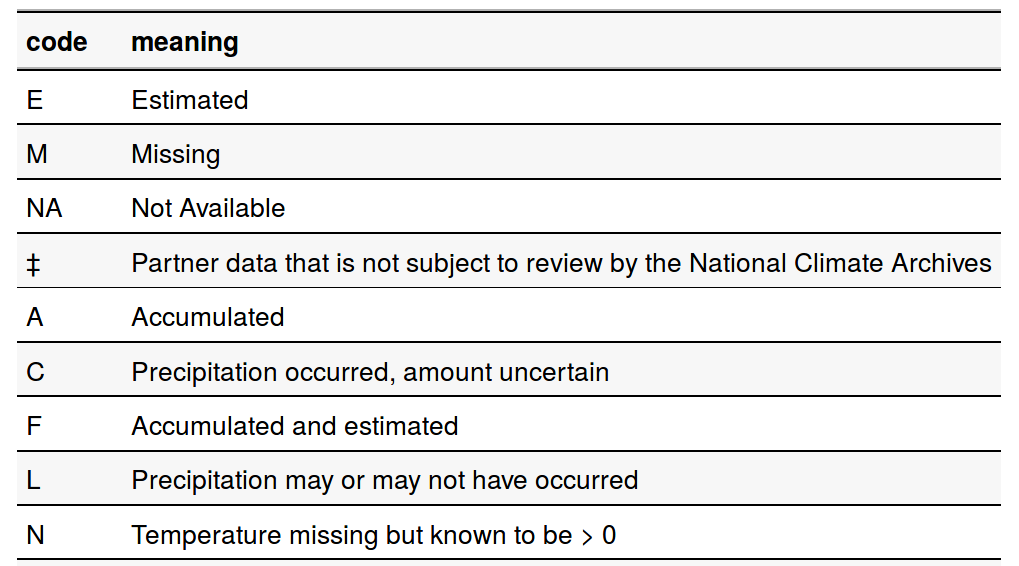 code meaning
E Estimated
M Missing
NA Not Available
‡ Partner data that is not subject to review by the National Climate Archives
A Accumulated
C Precipitation occurred, amount uncertain
F Accumulated and estimated
L Precipitation may or may not have occurred
N Temperature missing but known to be > 0